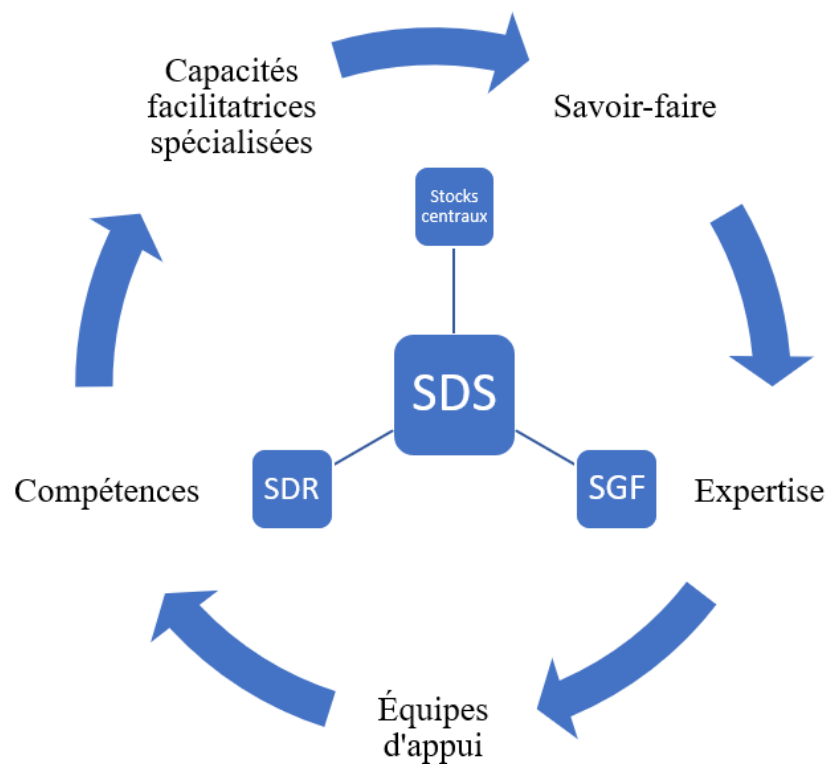 Capacités
facilitatrices
spécialisées
Savoir-faire
Stocks
centraux
SDS
SDR
SGF
Compétences
Expertise
Équipes
d'appui